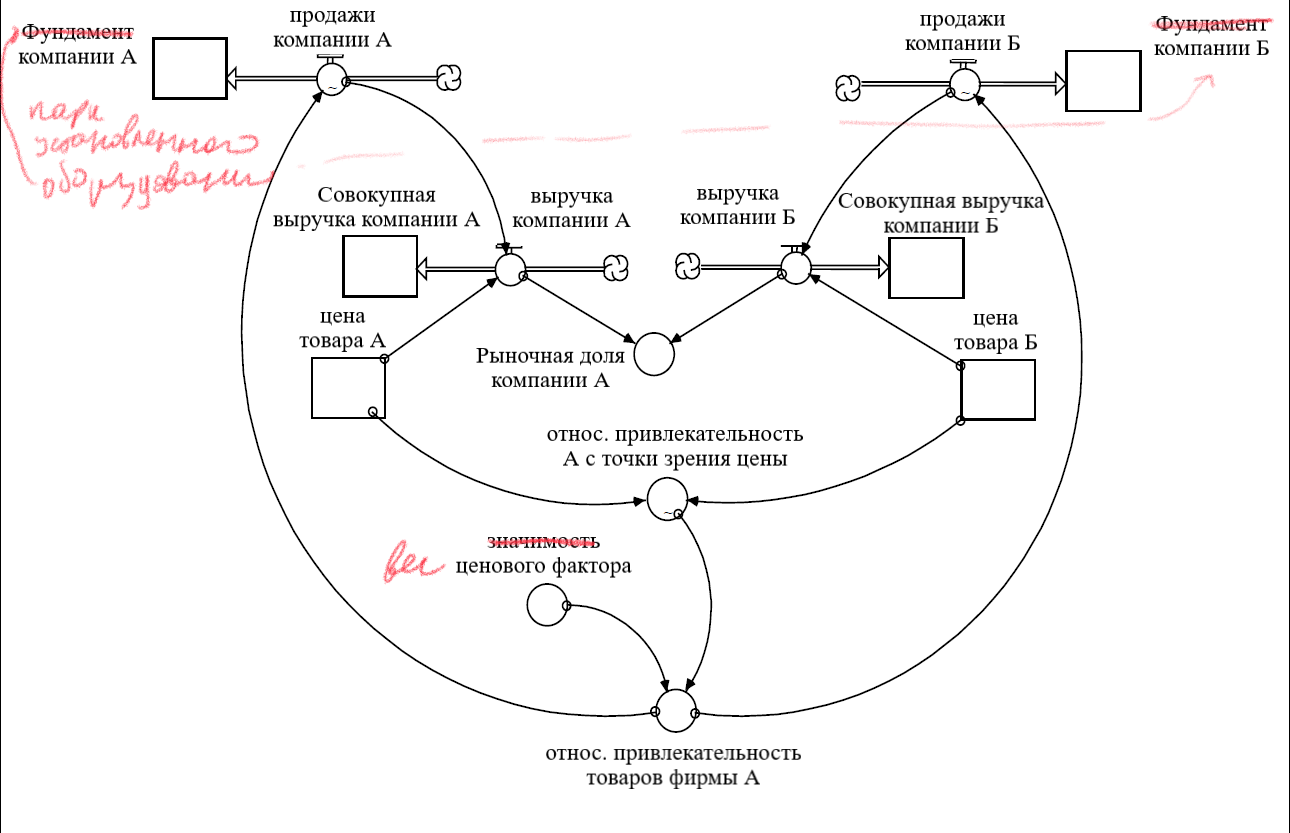 Фундамент
компании А
продажи
компании А
продажи
компании Б
Фундамент
компании Б
парк
установленного
оборудования
Совокупная
выручка компании А
выручка
компании А
выручка
компании Б
Совокупная выручка
компании Б
цена
товара А
Рыночная доля
компании А
цена
товара Б
относ. привлекательность
А с точки зрения цены
~
~
~
вес
значимость
ценового фактора
относ. привлекательность
товаров фирмы А